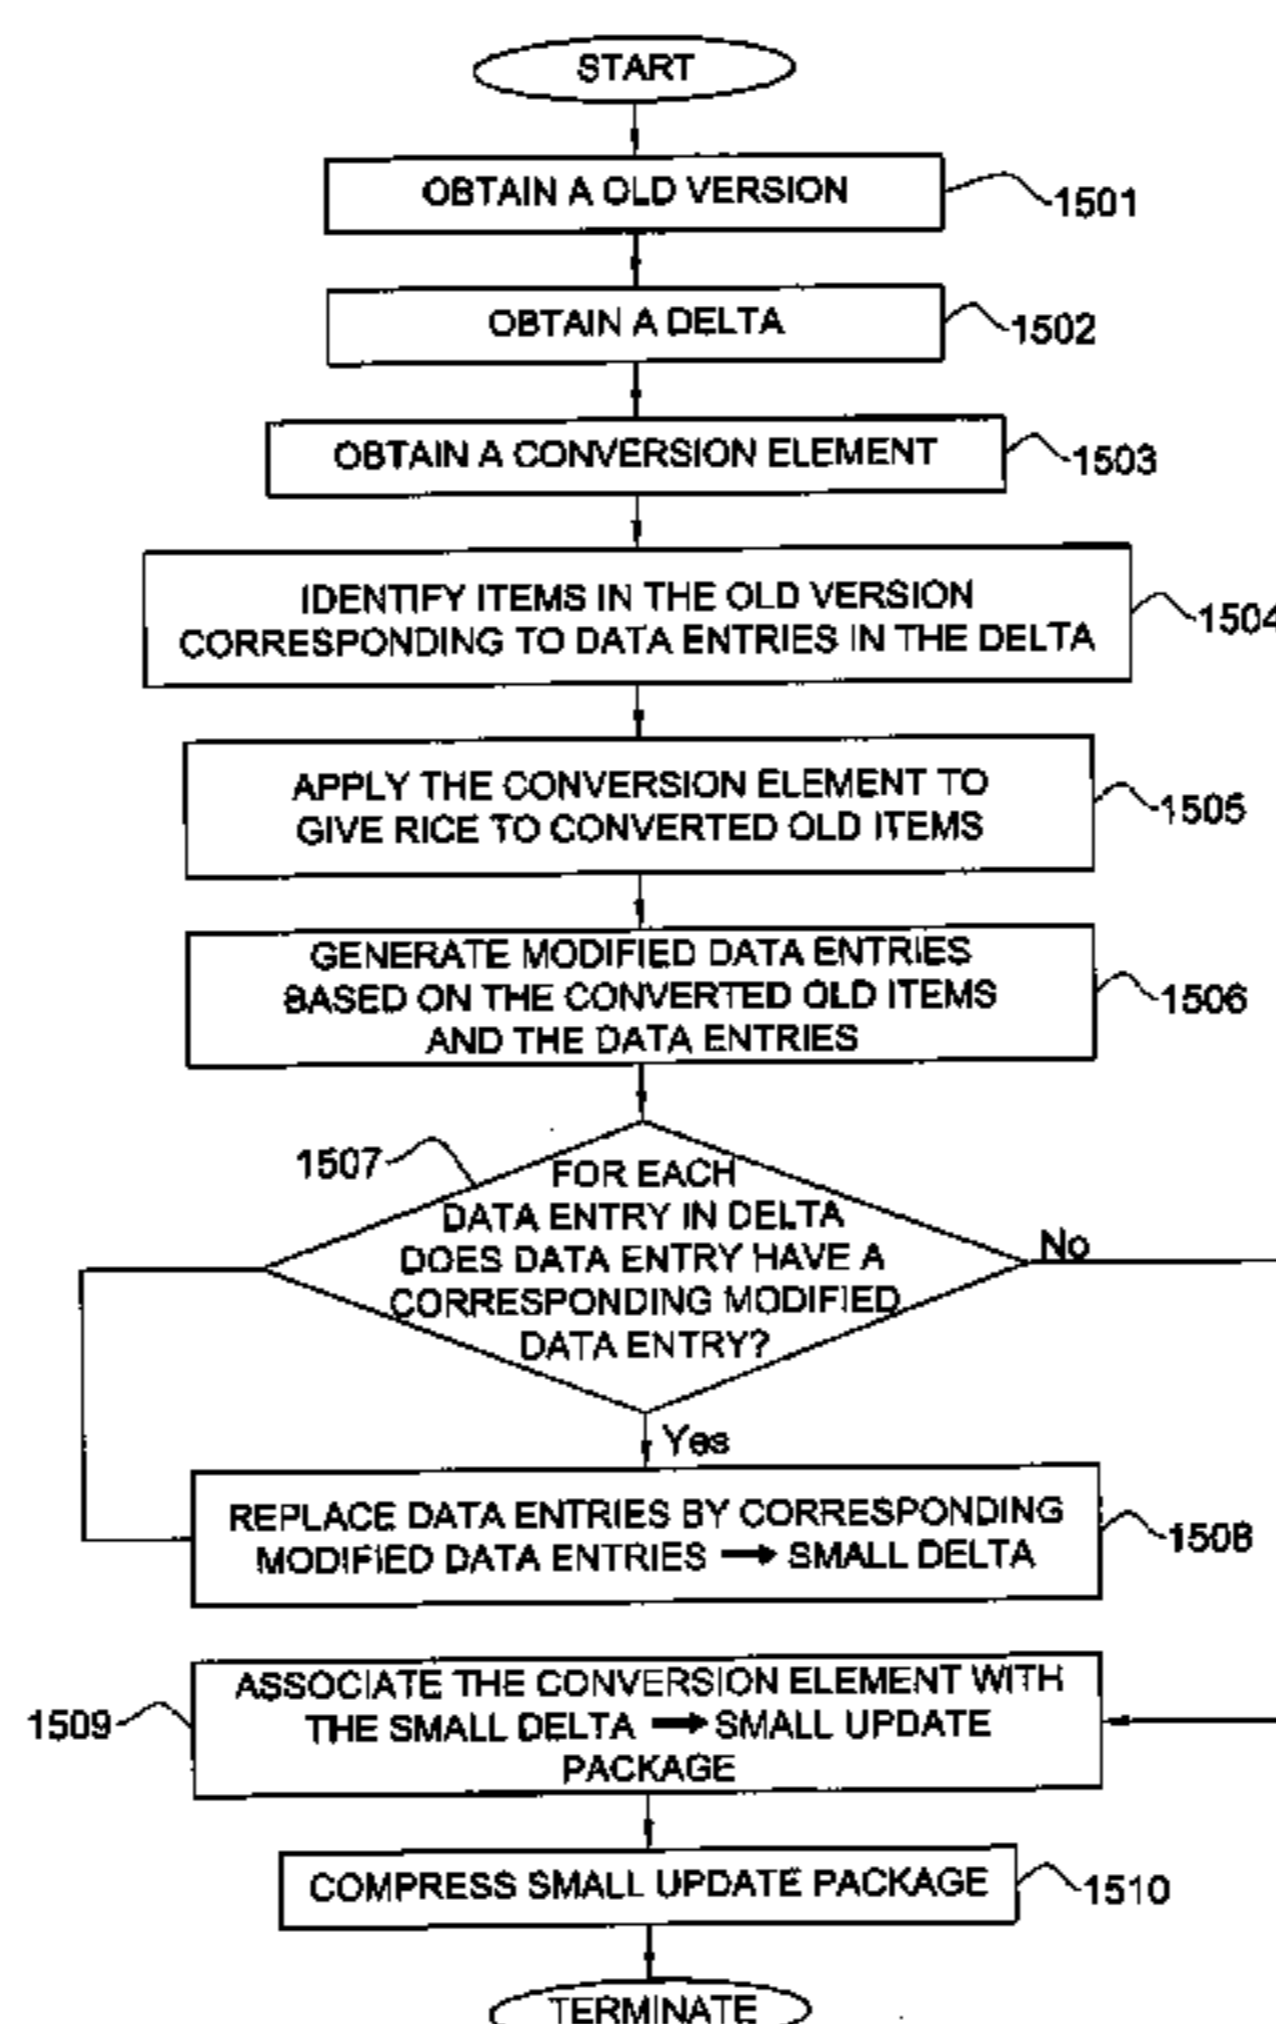 START
OBTAIN A OLD VERSION
1501
OBTAIN A DELTA
1502
OBTAIN A CONVERSION ELEMENT
1503
IDENTIFY ITEMS IN THE OLD VERSION
CORRESPONDING TO DATA ENTRIES IN THE DELTA
1504
APPLY THE CONVERSION ELEMENT TO
GIVE RICE TO CONVERTED OLD ITEMS
1505
GENERATE MODIFIED DATA ENTRIES
BASED ON THE CONVERTED OLD ITEMS
AND THE DATA ENTRIES
1506
1507
FOR EACH
DATA ENTRY IN DELTA
DOES DATA ENTRY HAVE A
CORRESPONDING MODIFIED
DATA ENTRY?
No
Yes
REPLACE DATA ENTRIES BY CORRESPONDING
MODIFIED DATA ENTRIES → SMALL DELTA
1508
ASSOCIATE THE CONVERSION ELEMENT WITH
THE SMALL DELTA → SMALL UPDATE
PACKAGE
1509
COMPRESS SMALL UPDATE PACKAGE
1510
TERMINATE